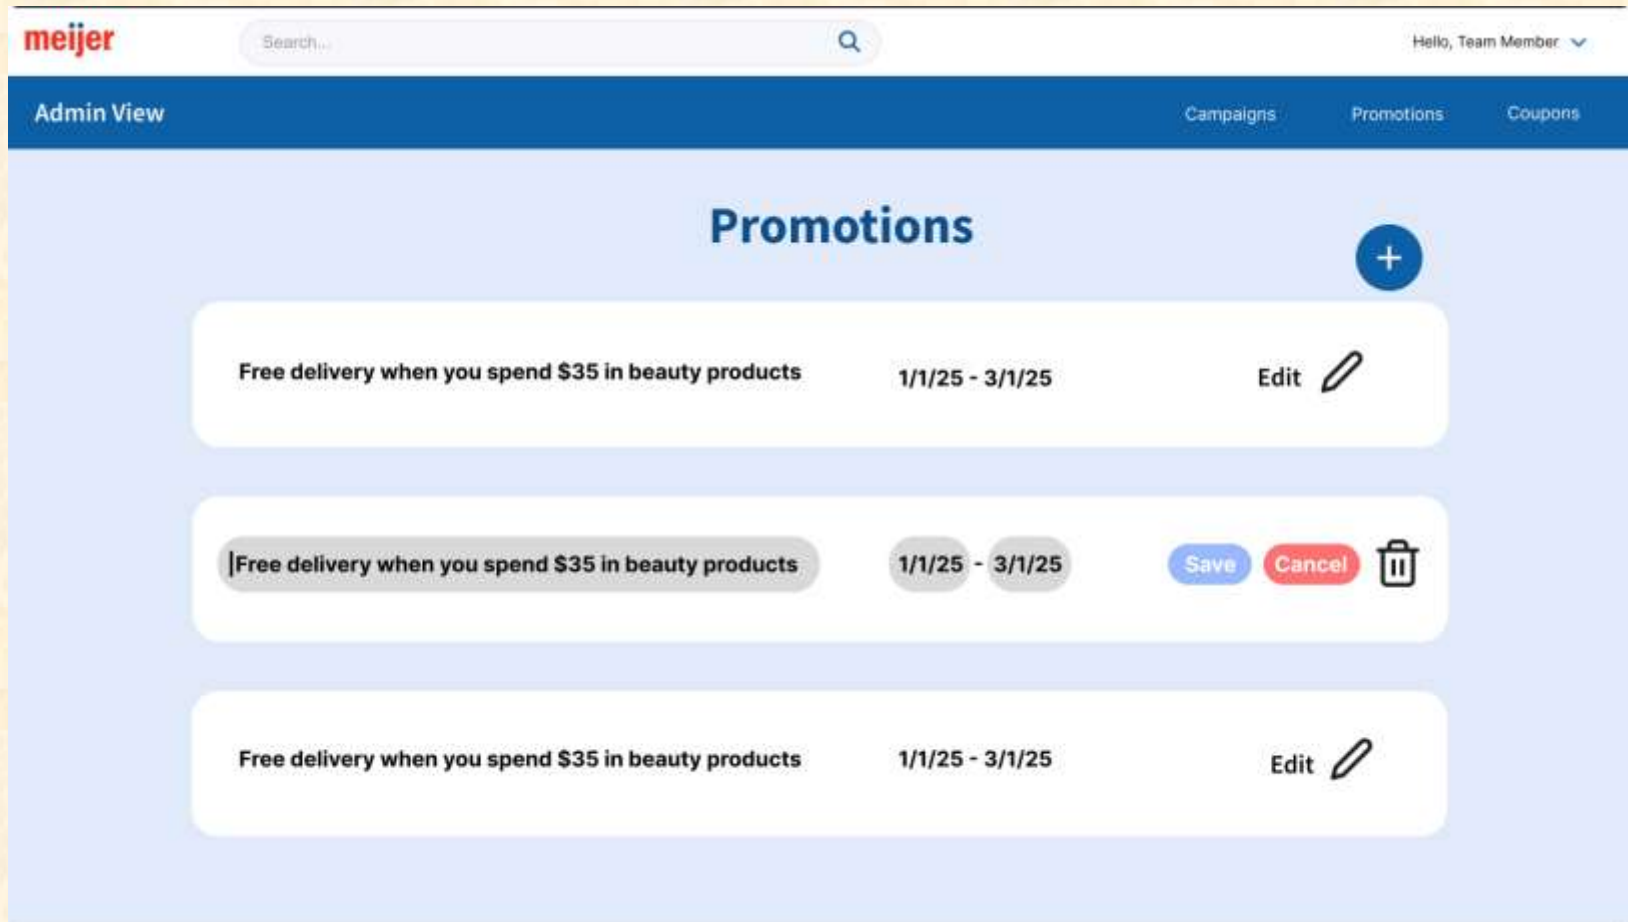 meijer
Search...
Hello, Team Member
Admin View
Campaigns
Promotions
Coupons
Promotions
+
Free delivery when you spend $35 in beauty products
1/1/25 - 3/1/25
Edit
Free delivery when you spend $35 in beauty products
1/1/25 - 3/1/25
Save
Cancel
Free delivery when you spend $35 in beauty products
1/1/25 - 3/1/25
Edit